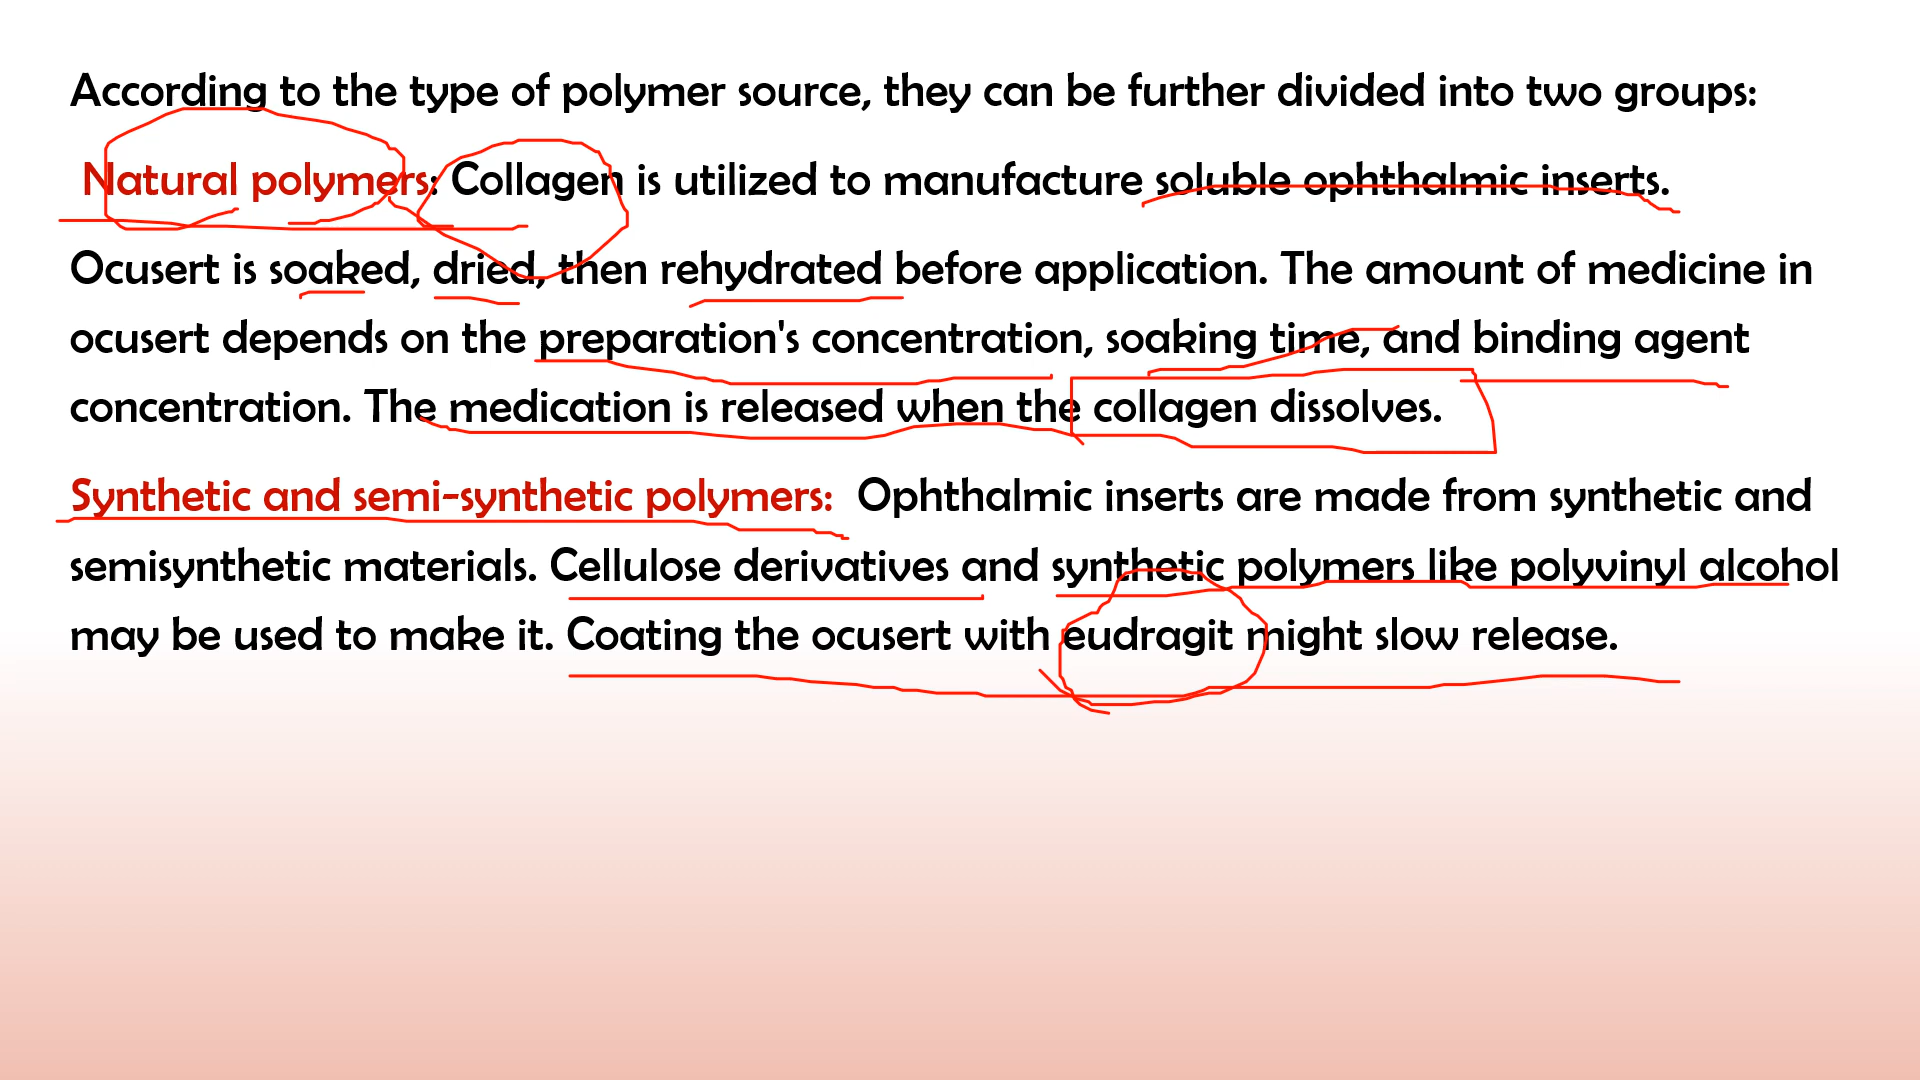 According to the type of polymer source, they can be further divided into two groups:
Natural polymers: Collagen is utilized to manufacture soluble ophthalmic inserts.
Ocusert is soaked, dried, then rehydrated before application. The amount of medicine in
ocusert depends on the preparation's concentration, soaking time, and binding agent
concentration. The medication is released when the collagen dissolves.
Synthetic and semi-synthetic polymers: Ophthalmic inserts are made from synthetic and
semisynthetic materials. Cellulose derivatives and synthetic polymers like polyvinyl alcohol
may be used to make it. Coating the ocusert with eudragit might slow release.